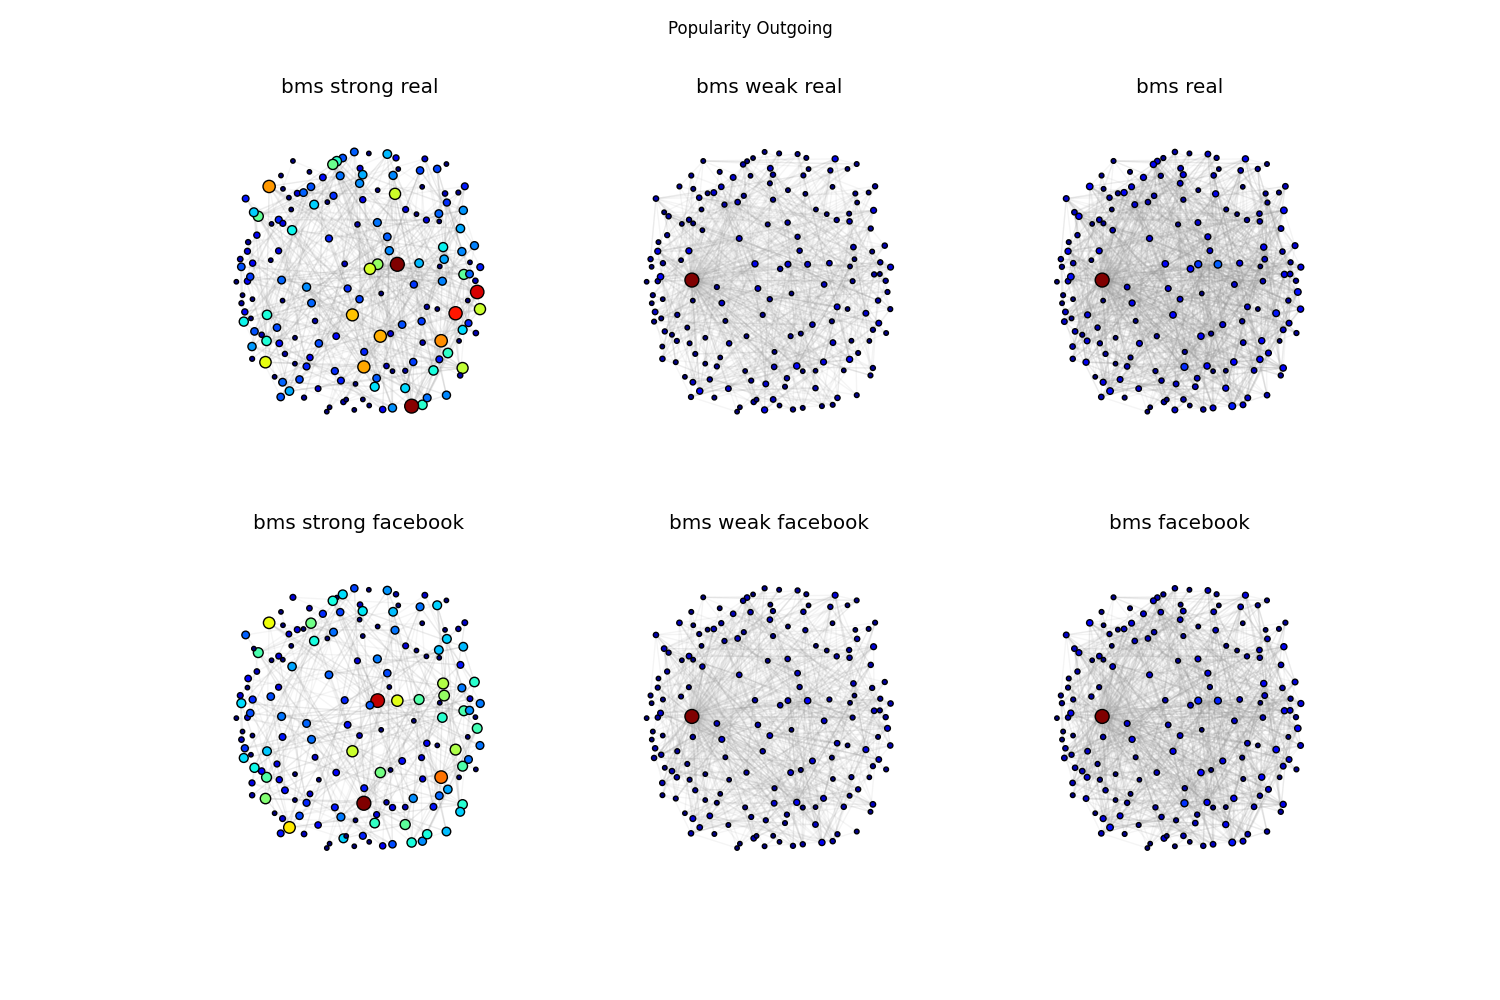 Popularity Outgoing
bms strong real
bms weak real
bms real
bms strong facebook
bms weak facebook
bms facebook